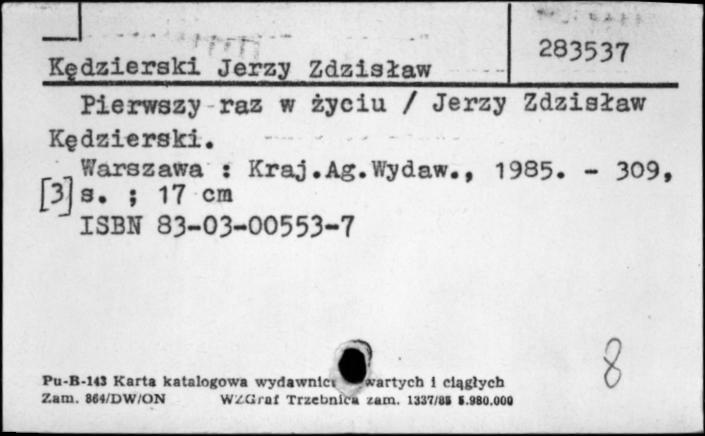 283537
Kędzierski Jerzy Zdzisław
Pierwszy raz w życiu / Jerzy Zdzisław
Kędzierski.
Warszawa : Kraj.Ag.Wydaw., 1985. - 309,
[3] s. ; 17 cm
ISBN 83-03-00553-7
8
Pu-B-143 Karta katalogowa wydawnict wartych i ciągłych
Zam. 864/DW/ON WZGraf Trzebnica zam. 1337/85 5.980.000